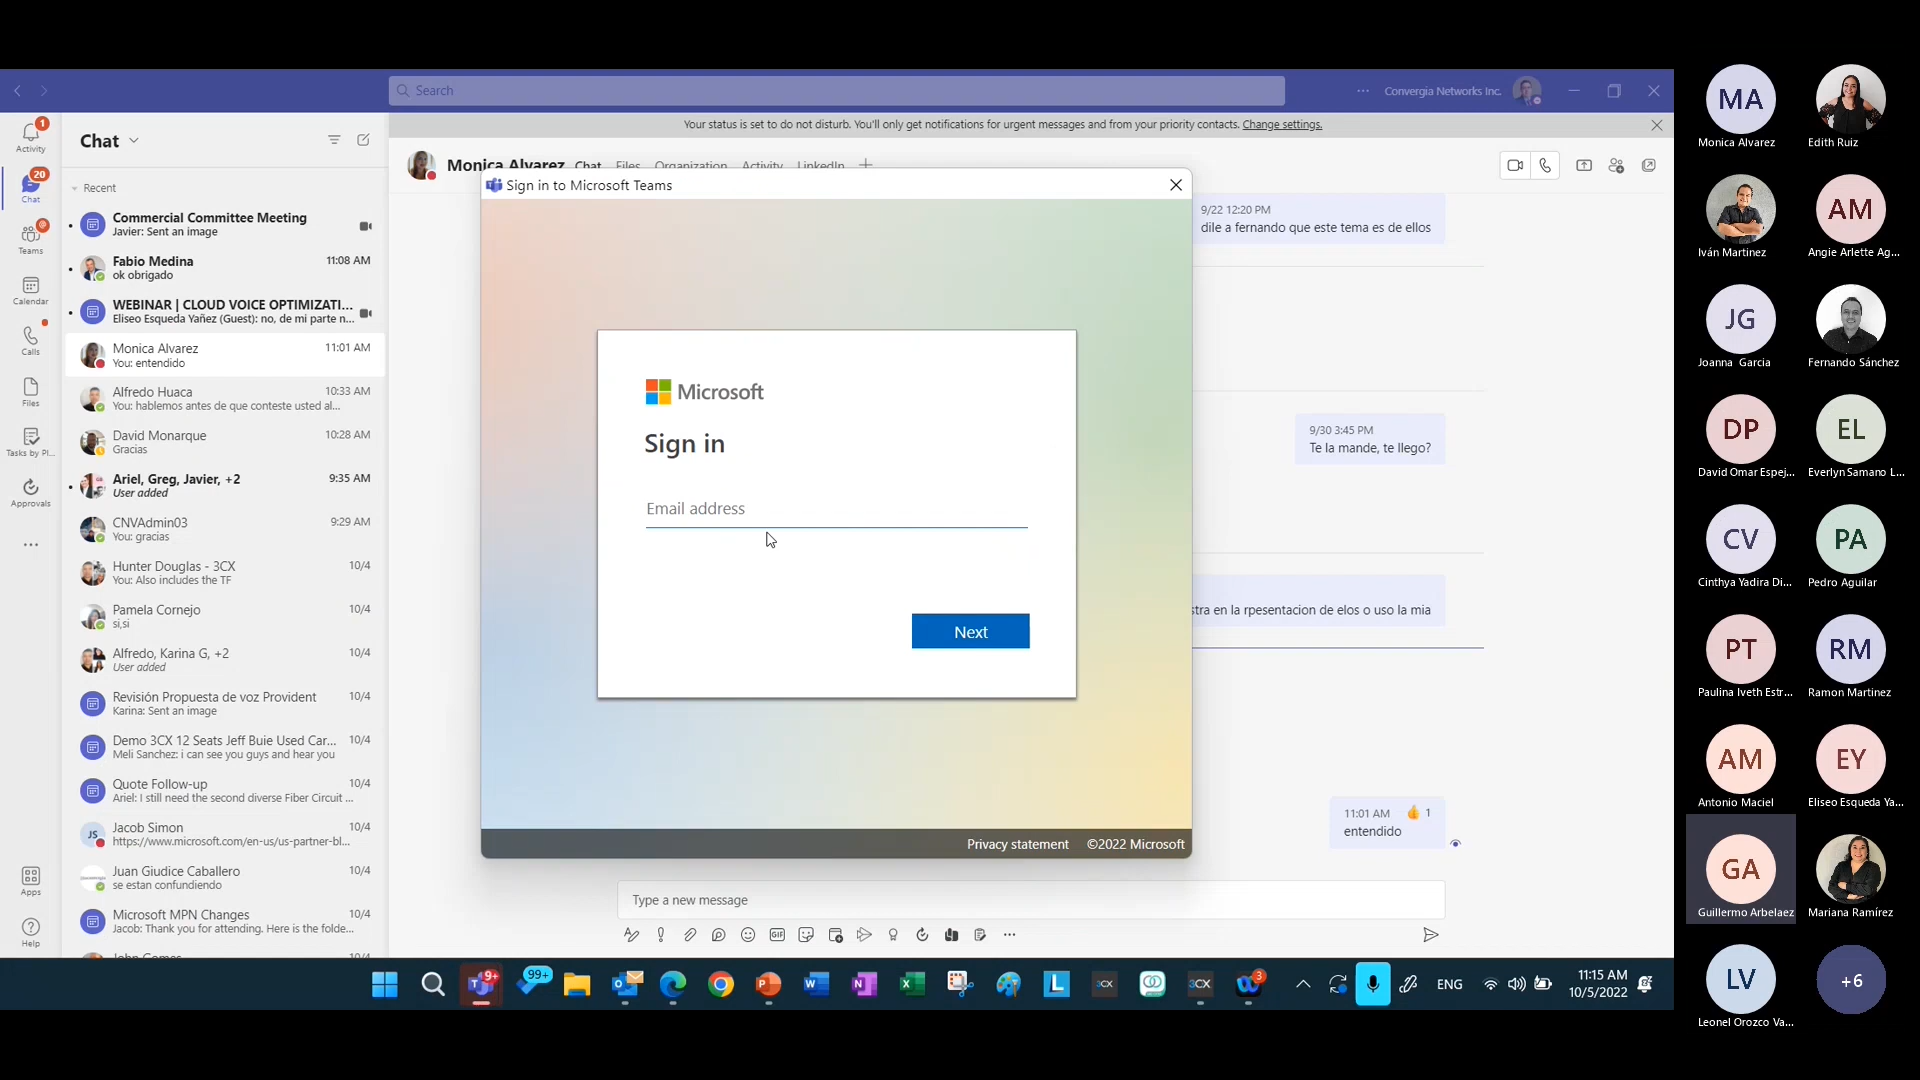 Search
Convergia Networks Inc.
Your status is set to do not disturb. You'll only get notifications for urgent messages and from your priority contacts. Change settings.
1
Activity
20
Chat
Teams
Calendar
Calls
Files
Tasks by Pl...
Approvals
Apps
Help
Chat
Recent
Commercial Committee Meeting
Javier: Sent an image
Fabio Medina 11:08 AM
ok obrigado
WEBINAR | CLOUD VOICE OPTIMIZATI...
Eliseo Esqueda Yañez (Guest): no, de mi parte n...
Monica Alvarez 11:01 AM
You: entendido
Alfredo Huaca 10:33 AM
You: hablemos antes de que conteste usted al...
David Monarque 10:28 AM
Gracias
Ariel, Greg, Javier, +2 9:35 AM
User added
CNVAdmin03 9:29 AM
You: gracias
Hunter Douglas - 3CX 10/4
You: Also includes the TF
Pamela Cornejo 10/4
si,si
Alfredo, Karina G, +2 10/4
User added
Revisión Propuesta de voz Provident 10/4
Karina: Sent an image
Demo 3CX 12 Seats Jeff Buie Used Car... 10/4
Meli Sanchez: i can see you guys and hear you
Quote Follow-up 10/4
Ariel: I still need the second diverse Fiber Circuit ...
JS
Jacob Simon 10/4
https://www.microsoft.com/en-us/us-partner-bl...
Juan Giudice Caballero 10/4
se estan confundiendo
Microsoft MPN Changes 10/4
Jacob: Thank you for attending. Here is the folde...
Monica Alvarez Chat Files Organization Activity LinkedIn
Sign in to Microsoft Teams
Microsoft
Sign in
Email address
Next
Privacy statement ©2022 Microsoft
9/22 12:20 PM
dile a fernando que este tema es de ellos
9/30 3:45 PM
Te la mande, te llego?
stra en la rpesentacion de elos o uso la mia
11:01 AM 1
entendido
Type a new message
GIF
9+
99+
3CX
3CX
3
ENG
11:15 AM
10/5/2022
MA
Monica Alvarez
Edith Ruiz
Iván Martinez
AM
Angie Arlette Ag...
JG
Joanna Garcia
Fernando Sánchez
DP
David Omar Espej...
EL
Everlyn Samano L...
CV
Cinthya Yadira Di...
PA
Pedro Aguilar
PT
Paulina Iveth Estr...
RM
Ramon Martinez
AM
Antonio Maciel
EY
Eliseo Esqueda Ya...
GA
Guillermo Arbelaez
Mariana Ramírez
LV
Leonel Orozco Va...
+6